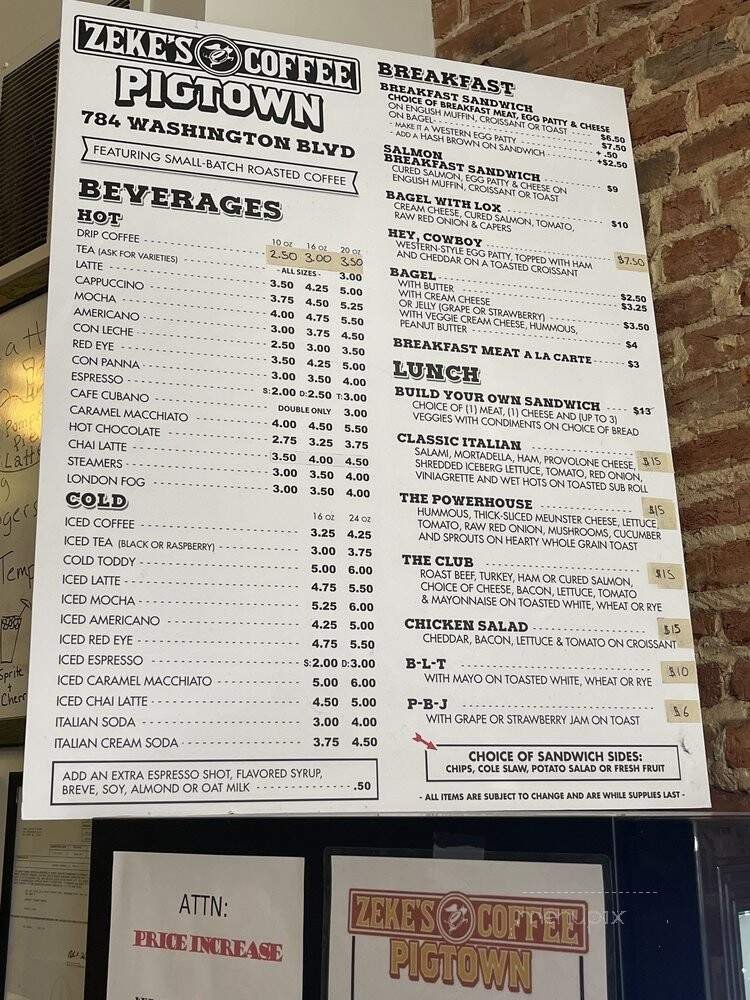 ZEKE'S COFFEE
PIGTOWN
784 WASHINGTON BLVD
FEATURING SMALL-BATCH ROASTED COFFEE
BEVERAGES
HOT
10 OZ 16 OZ 20 OZ
DRIP COFFEE 2.50 3.00 3.50
TEA (ASK FOR VARIETIES) - ALL SIZES - 3.00
LATTE 3.50 4.25 5.00
CAPPUCCINO 3.75 4.50 5.25
MOCHA 4.00 4.75 5.50
AMERICANO 3.00 3.75 4.50
CON LECHE 2.50 3.00 3.50
RED EYE 3.50 4.25 5.00
CON PANNA 3.00 3.50 4.00
ESPRESSO S:2.00 D:2.50 T:3.00
CAFE CUBANO DOUBLE ONLY 3.00
CARAMEL MACCHIATO 4.00 4.50 5.50
HOT CHOCOLATE 2.75 3.25 3.75
CHAI LATTE 3.50 4.00 4.50
STEAMERS 3.00 3.50 4.00
LONDON FOG 3.00 3.50 4.00
COLD
16 OZ 24 OZ
ICED COFFEE 3.25 4.25
ICED TEA (BLACK OR RASPBERRY) 3.00 3.75
COLD TODDY 5.00 6.00
ICED LATTE 4.75 5.50
ICED MOCHA 5.25 6.00
ICED AMERICANO 4.25 5.00
ICED RED EYE 4.75 5.50
ICED ESPRESSO S:2.00 D:3.00
ICED CARAMEL MACCHIATO 5.00 6.00
ICED CHAI LATTE 4.50 5.00
ITALIAN SODA 3.00 4.00
ITALIAN CREAM SODA 3.75 4.50
ADD AN EXTRA ESPRESSO SHOT, FLAVORED SYRUP,
BREVE, SOY, ALMOND OR OAT MILK .50
BREAKFAST
BREAKFAST SANDWICH
CHOICE OF BREAKFAST MEAT, EGG PATTY & CHEESE
ON ENGLISH MUFFIN, CROISSANT OR TOAST $6.50
ON BAGEL $7.50
- MAKE IT A WESTERN EGG PATTY + .50
- ADD A HASH BROWN ON SANDWICH +$2.50
SALMON
BREAKFAST SANDWICH $9
CURED SALMON, EGG PATTY & CHEESE ON
ENGLISH MUFFIN, CROISSANT OR TOAST
BAGEL WITH LOX $10
CREAM CHEESE, CURED SALMON, TOMATO,
RAW RED ONION & CAPERS
HEY, COWBOY $7.50
WESTERN-STYLE EGG PATTY, TOPPED WITH HAM
AND CHEDDAR ON A TOASTED CROISSANT
BAGEL
WITH BUTTER $2.50
WITH CREAM CHEESE $3.25
OR JELLY (GRAPE OR STRAWBERRY)
WITH VEGGIE CREAM CHEESE, HUMMOUS, $3.50
PEANUT BUTTER $4
BREAKFAST MEAT A LA CARTE $3
LUNCH
BUILD YOUR OWN SANDWICH $13
CHOICE OF (1) MEAT, (1) CHEESE AND (UP TO 3)
VEGGIES WITH CONDIMENTS ON CHOICE OF BREAD
CLASSIC ITALIAN $15
SALAMI, MORTADELLA, HAM, PROVOLONE CHEESE,
SHREDDED ICEBERG LETTUCE, TOMATO, RED ONION,
VINIAGRETTE AND WET HOTS ON TOASTED SUB ROLL
THE POWERHOUSE $15
HUMMOUS, THICK-SLICED MEUNSTER CHEESE, LETTUCE,
TOMATO, RAW RED ONION, MUSHROOMS, CUCUMBER
AND SPROUTS ON HEARTY WHOLE GRAIN TOAST
THE CLUB $15
ROAST BEEF, TURKEY, HAM OR CURED SALMON,
CHOICE OF CHEESE, BACON, LETTUCE, TOMATO
& MAYONNAISE ON TOASTED WHITE, WHEAT OR RYE
CHICKEN SALAD $15
CHEDDAR, BACON, LETTUCE & TOMATO ON CROISSANT
B-L-T $10
WITH MAYO ON TOASTED WHITE, WHEAT OR RYE
P-B-J $6
WITH GRAPE OR STRAWBERRY JAM ON TOAST
CHOICE OF SANDWICH SIDES:
CHIPS, COLE SLAW, POTATO SALAD OR FRESH FRUIT
- ALL ITEMS ARE SUBJECT TO CHANGE AND ARE WHILE SUPPLIES LAST -
Sprite
+
Cherr
ATTN:
PRICE INCREASE
ZEKE'S COFFEE
PIGTOWN
menupix